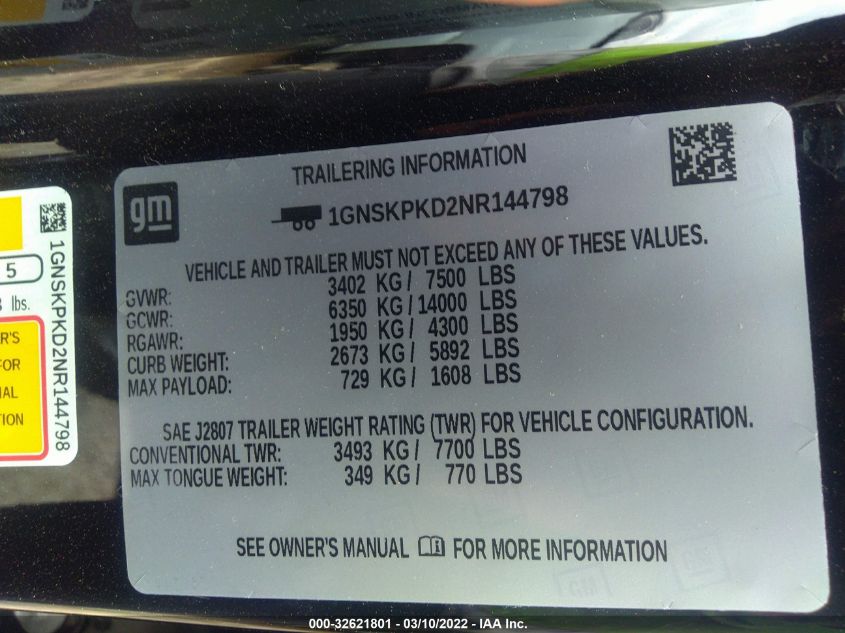 TRAILERING INFORMATION
gm
1GNSKPKD2NR144798
VEHICLE AND TRAILER MUST NOT EXCEED ANY OF THESE VALUES.
GVWR: 3402 KG / 7500 LBS
GCWR: 6350 KG / 14000 LBS
RGAWR: 1950 KG / 4300 LBS
CURB WEIGHT: 2673 KG / 5892 LBS
MAX PAYLOAD: 729 KG / 1608 LBS
SAE J2807 TRAILER WEIGHT RATING (TWR) FOR VEHICLE CONFIGURATION.
CONVENTIONAL TWR: 3493 KG / 7700 LBS
MAX TONGUE WEIGHT: 349 KG / 770 LBS
SEE OWNER'S MANUAL FOR MORE INFORMATION
5
lbs.
1GNSKPKD2NR144798
000-32621801 - 03/10/2022 - IAA Inc.